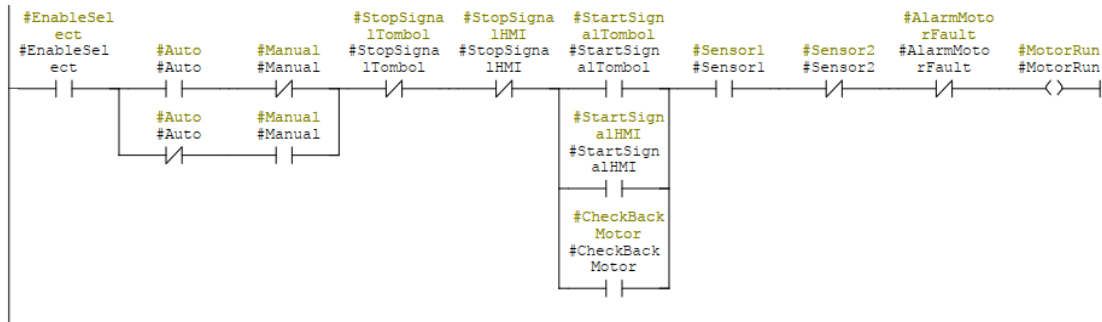 #EnableSel
ect
#EnableSel
ect
#Auto
#Auto
#Manual
#Manual
#StopSigna
lTombol
#StopSigna
lTombol
#StopSigna
lHMI
#StopSigna
lHMI
#StartSign
alTombol
#StartSign
alTombol
#Sensor1
#Sensor1
#Sensor2
#Sensor2
#AlarmMoto
rFault
#AlarmMoto
rFault
#MotorRun
#MotorRun
#Auto
#Auto
#Manual
#Manual
#StartSign
alHMI
#StartSign
alHMI
#CheckBack
Motor
#CheckBack
Motor